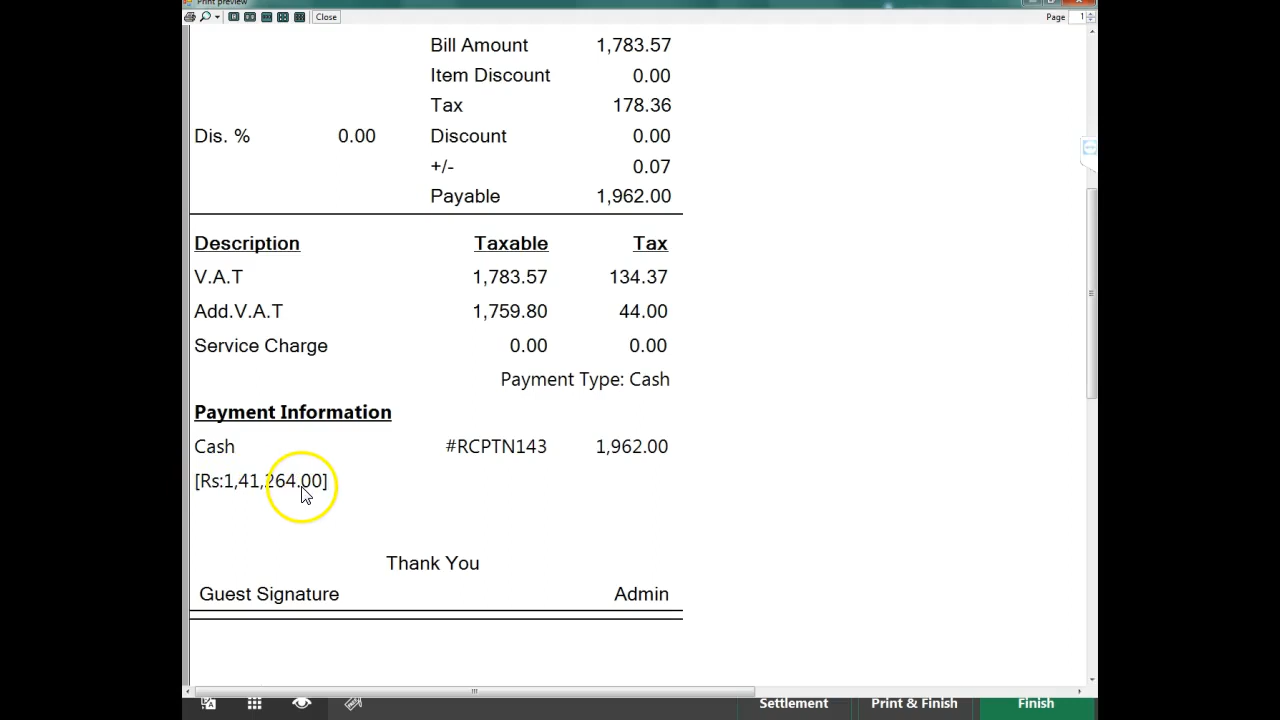 Print preview
Close
Page 1
Bill Amount 1,783.57
Item Discount 0.00
Tax 178.36
Dis. % 0.00 Discount 0.00
+/- 0.07
Payable 1,962.00
Description Taxable Tax
V.A.T 1,783.57 134.37
Add.V.A.T 1,759.80 44.00
Service Charge 0.00 0.00
Payment Type: Cash
Payment Information
Cash #RCPTN143 1,962.00
[Rs:1,41,264.00]
Thank You
Guest Signature Admin
Settlement Print & Finish Finish